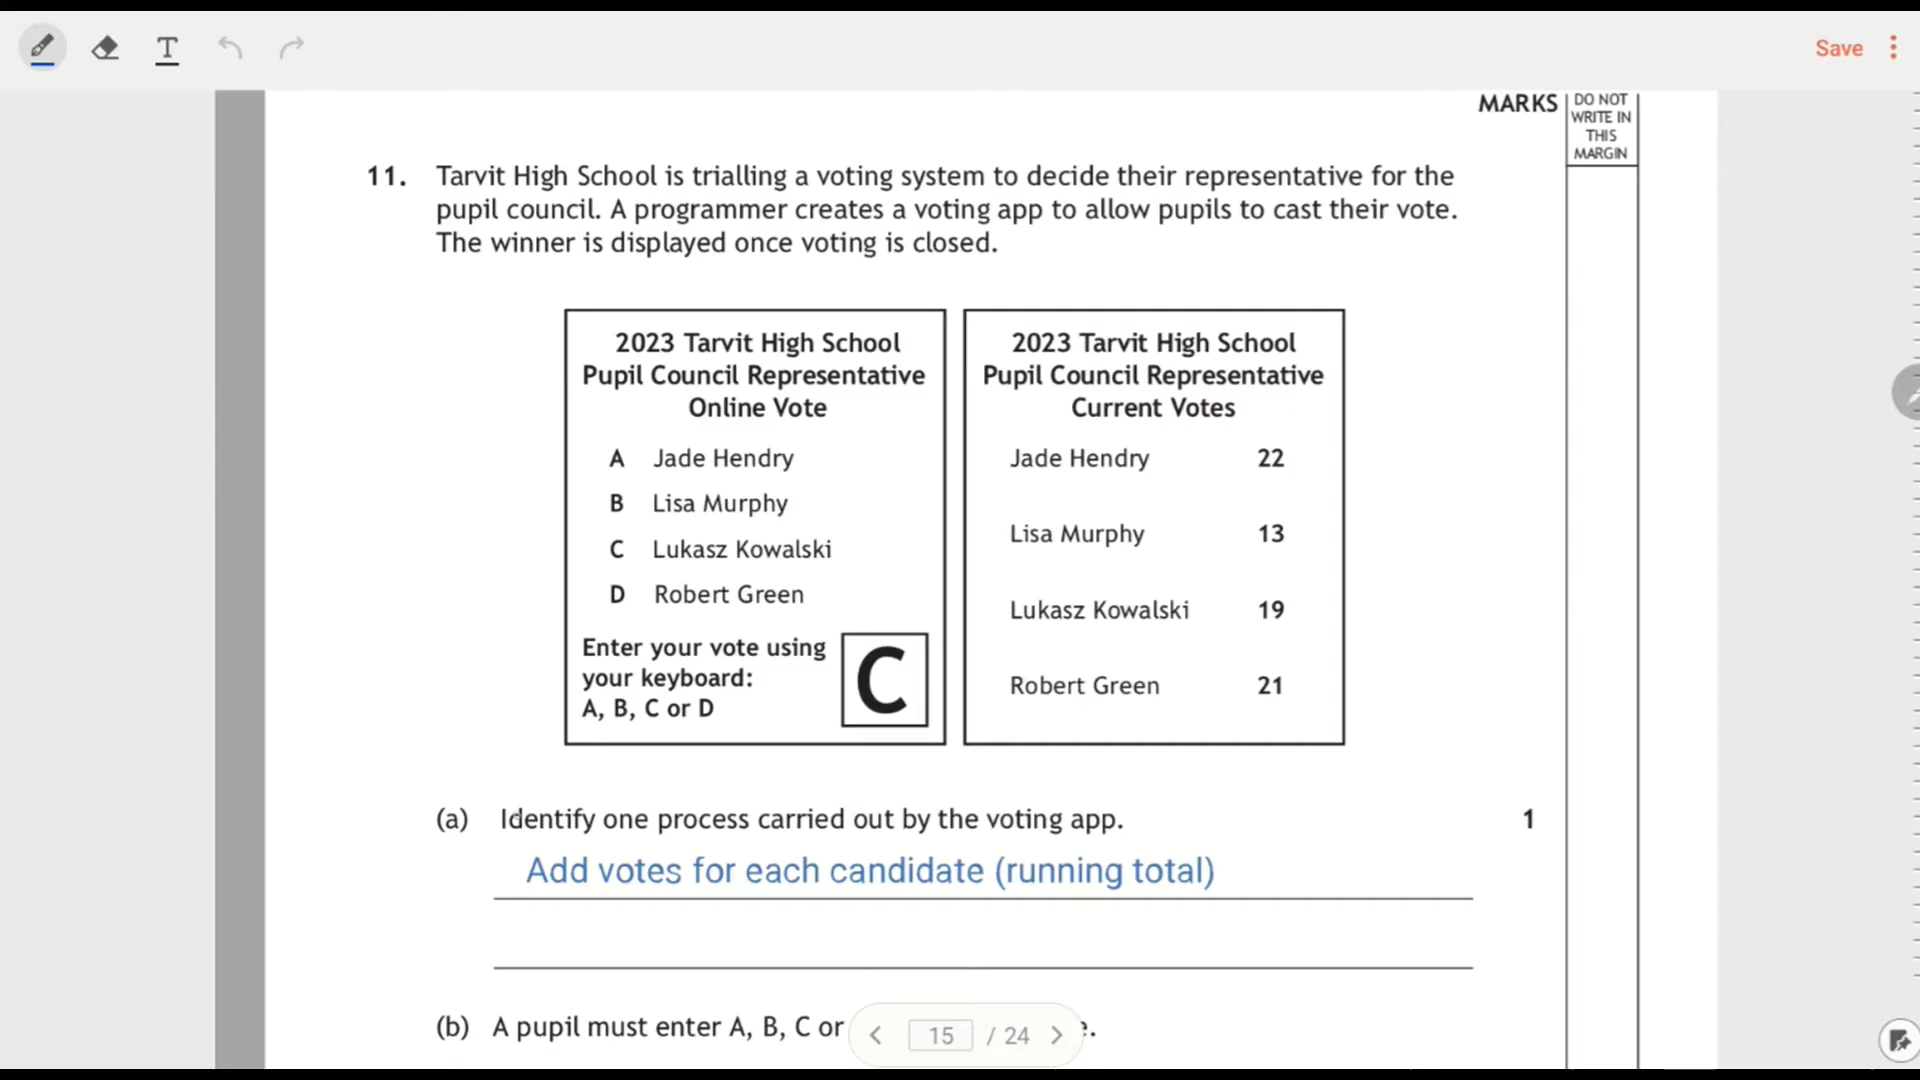 T
Save
MARKS
DO NOT
WRITE IN
THIS
MARGIN
11. Tarvit High School is trialling a voting system to decide their representative for the
pupil council. A programmer creates a voting app to allow pupils to cast their vote.
The winner is displayed once voting is closed.
2023 Tarvit High School
Pupil Council Representative
Online Vote
A Jade Hendry
B Lisa Murphy
C Lukasz Kowalski
D Robert Green
Enter your vote using
your keyboard:
A, B, C or D
C
2023 Tarvit High School
Pupil Council Representative
Current Votes
Jade Hendry 22
Lisa Murphy 13
Lukasz Kowalski 19
Robert Green 21
(a) Identify one process carried out by the voting app. 1
Add votes for each candidate (running total)
(b) A pupil must enter A, B, C or
15 / 24